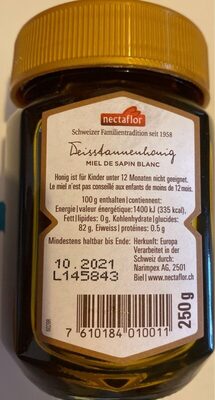 nectaflor
Schweizer Familientradition seit 1958
Weisstannenhonig
MIEL DE SAPIN BLANC
Honig ist für Kinder unter 12 Monaten nicht geeignet.
Le miel n'est pas conseillé aux enfants de moins de 12 mois.
100 g enthalten | contiennent:
Energie | valeur énergétique: 1400 kJ (335 kcal),
Fett | lipides: 0 g, Kohlenhydrate | glucides:
82 g, Eiweiss | protéines: 0.5 g
Mindestens haltbar bis Ende:
10.2021
L145843
Herkunft: Europa
Verarbeitet in der
Schweiz durch:
Narimpex AG, 2501
Biel | www.nectaflor.ch
250 g
7 610184 010011